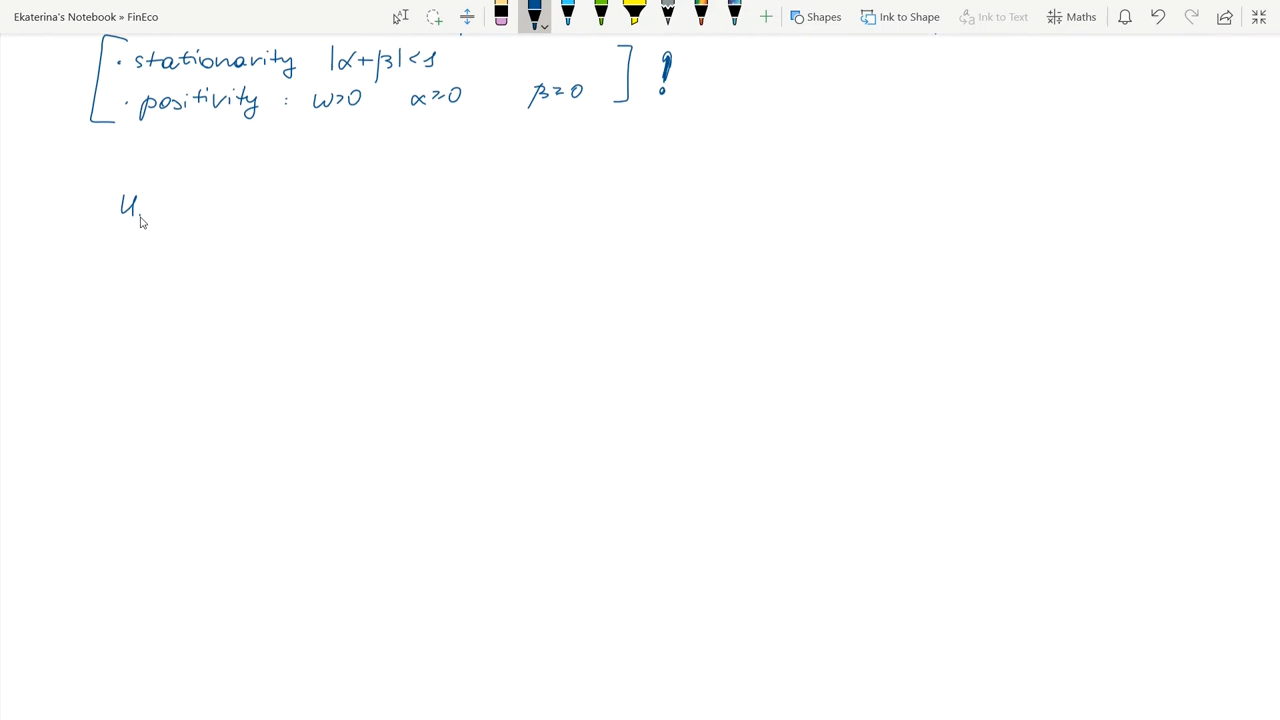 Ekaterina's Notebook » FinEco
Shapes Ink to Shape Ink to Text Maths
· stationarity |α+β|<1
· positivity : ω>0 α≥0 β≥0 !
u